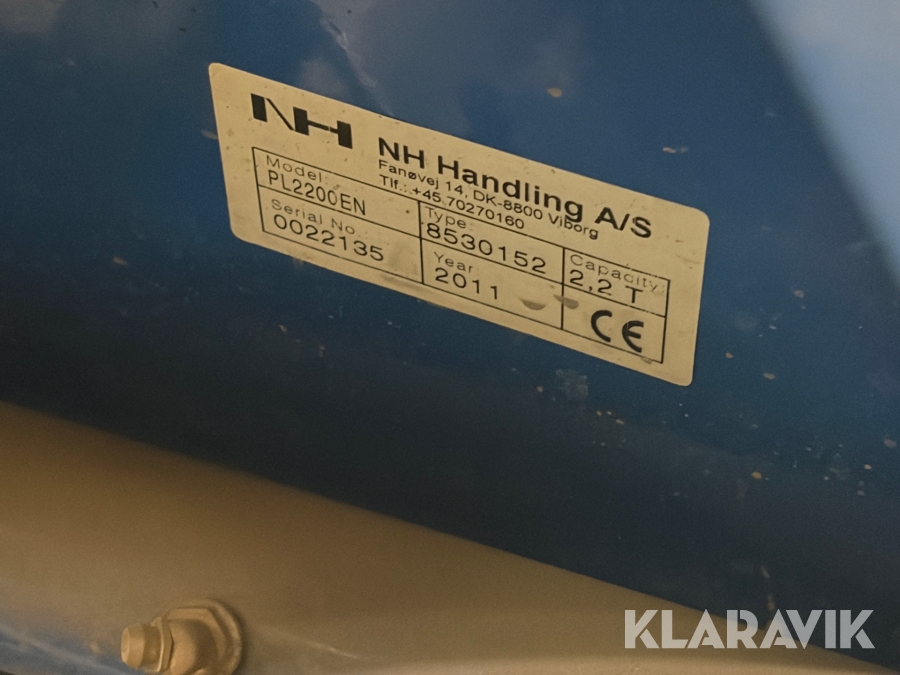 NH
NH Handling A/S
Fanøvej 14, DK-8800 Viborg
Tlf.: +45 70270160
Model:
PL2200EN
Type:
8530152
Capacity:
2,2 T
Serial No.:
0022135
Year
2011
CE
KLARAVIK